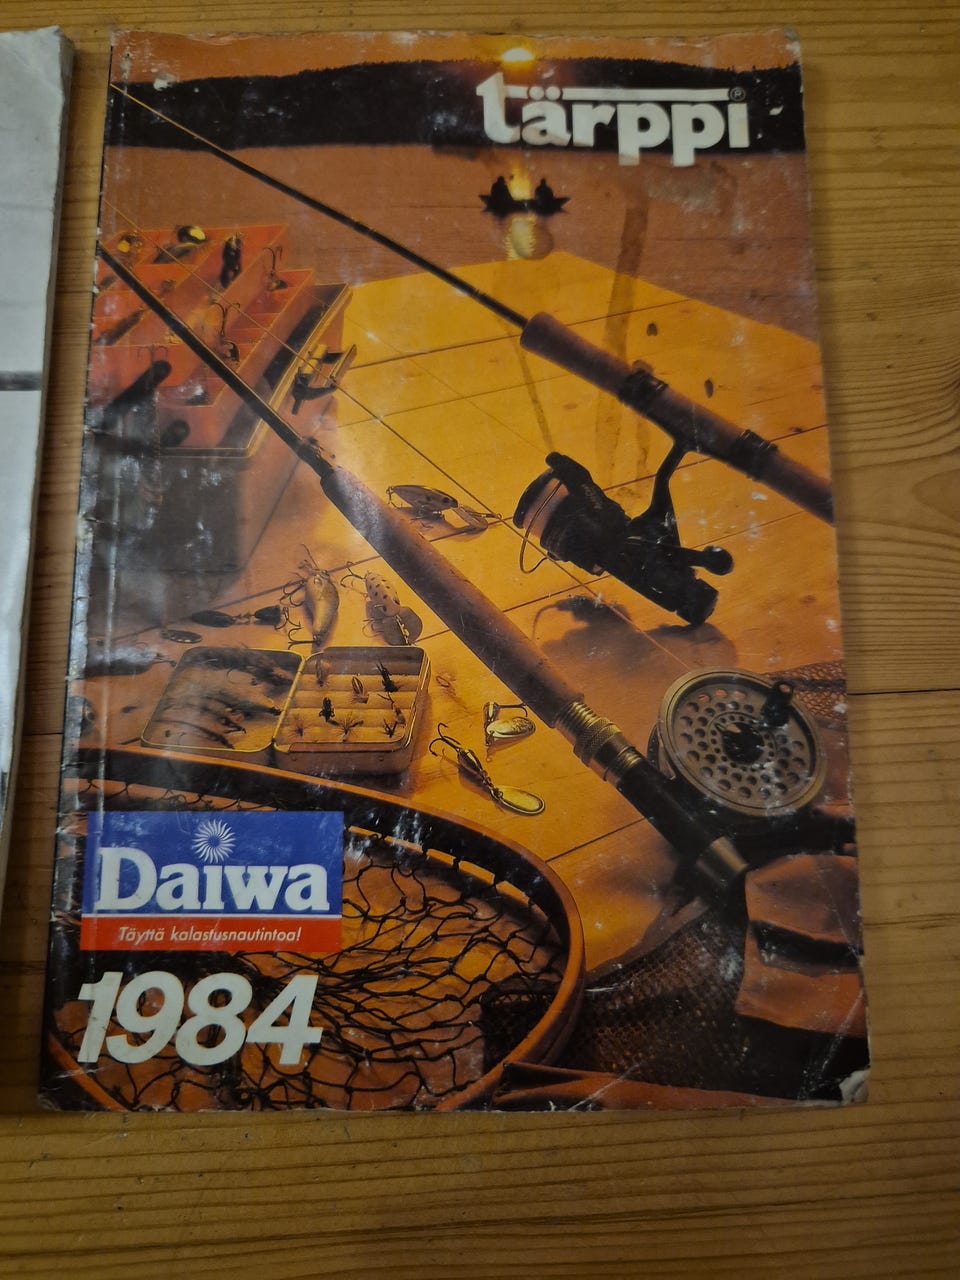 tärppi®
Daiwa
Täyttä kalastusnautintoa!
1984